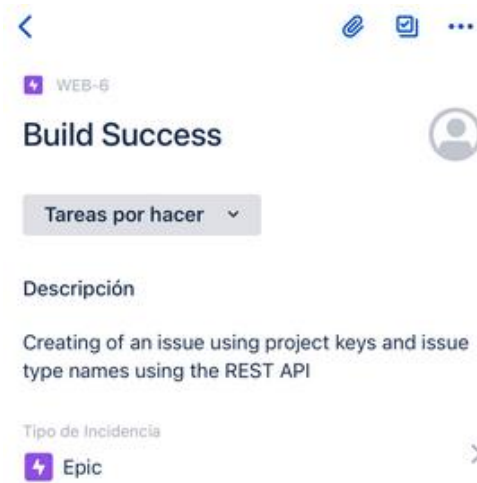 WEB-6
Build Success
Tareas por hacer
Descripción
Creating of an issue using project keys and issue
type names using the REST API
Tipo de Incidencia
Epic